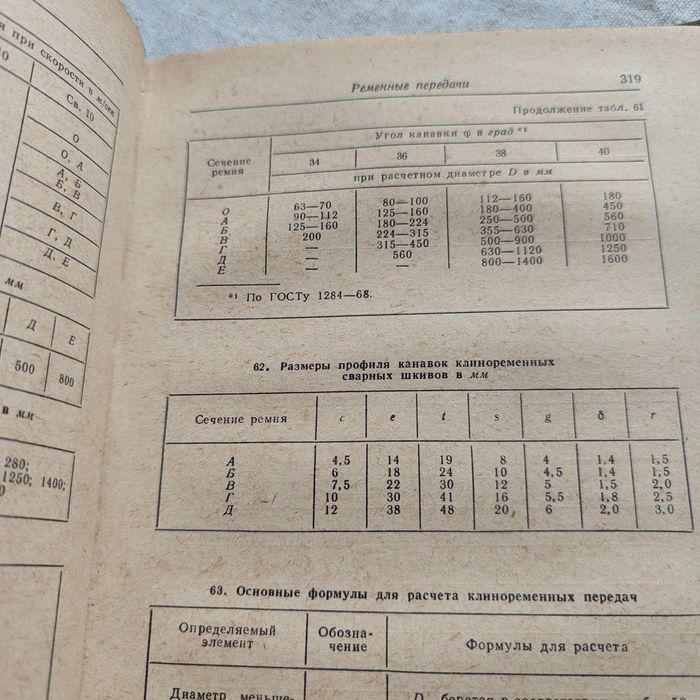 и при скорости в м/сек
Св. 10
О
О, А
А, Б
Б, В
В, Г
Г, Д
Д, Е
мм
Д Е
500 800
в мм
280;
1250; 1400;
Ременные передачи 319
Продолжение табл. 61
Сечение ремня Угол канавки φ в град *¹
34 36 38 40
при расчетном диаметре D в мм
О 63—70 80—100 112—160 180
А 90—112 125—160 180—400 450
Б 125—160 180—224 250—500 560
В 200 224—315 355—630 710
Г — 315—450 500—900 1000
Д — 560 630—1120 1250
Е — — 800—1400 1600
*¹ По ГОСТу 1284—68.
62. Размеры профиля канавок клиноременных
сварных шкивов в мм
Сечение ремня c e t s g δ r
А 4,5 14 19 8 4 1,4 1,5
Б 6 18 24 10 4,5 1,4 1,5
В 7,5 22 30 12 5 1,5 2,0
Г 10 30 41 16 5,5 1,8 2,5
Д 12 38 48 20 6 2,0 3,0
63. Основные формулы для расчета клиноременных передач
Определяемый Обозна- Формулы для расчета
элемент чение
Диаметр меньше-